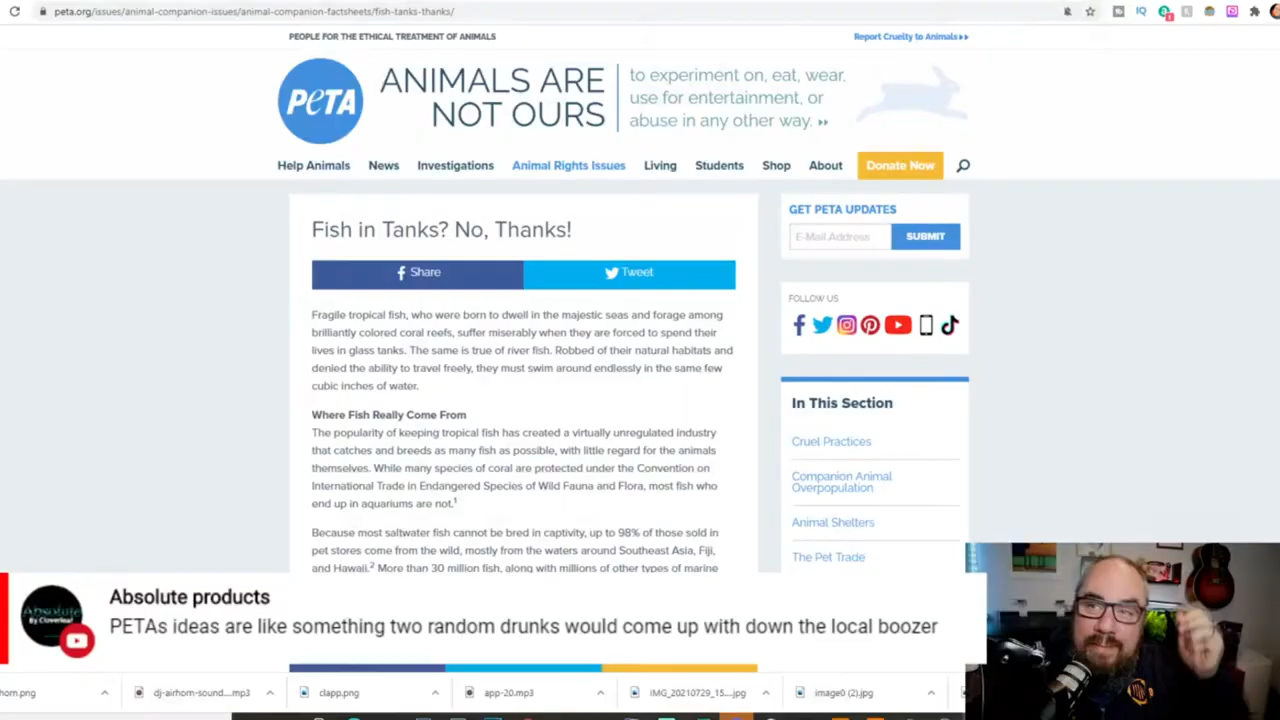 peta.org/issues/animal-companion-issues/animal-companion-factsheets/fish-tanks-thanks/
PEOPLE FOR THE ETHICAL TREATMENT OF ANIMALS
Report Cruelty to Animals
PETA
ANIMALS ARE
NOT OURS
to experiment on, eat, wear,
use for entertainment, or
abuse in any other way.
Help Animals
News
Investigations
Animal Rights Issues
Living
Students
Shop
About
Donate Now
Fish in Tanks? No, Thanks!
Share
Tweet
Fragile tropical fish, who were born to dwell in the majestic seas and forage among
brilliantly colored coral reefs, suffer miserably when they are forced to spend their
lives in glass tanks. The same is true of river fish. Robbed of their natural habitats and
denied the ability to travel freely, they must swim around endlessly in the same few
cubic inches of water.
Where Fish Really Come From
The popularity of keeping tropical fish has created a virtually unregulated industry
that catches and breeds as many fish as possible, with little regard for the animals
themselves. While many species of coral are protected under the Convention on
International Trade in Endangered Species of Wild Fauna and Flora, most fish who
end up in aquariums are not.1
Because most saltwater fish cannot be bred in captivity, up to 98% of those sold in
pet stores come from the wild, mostly from the waters around Southeast Asia, Fiji,
and Hawaii.2 More than 30 million fish, along with millions of other types of marine
GET PETA UPDATES
E-Mail Address
SUBMIT
FOLLOW US
In This Section
Cruel Practices
Companion Animal
Overpopulation
Animal Shelters
The Pet Trade
Absolute
By Cloverleaf
Absolute products
PETAs ideas are like something two random drunks would come up with down the local boozer
horn.png
dj-airhorn-sound....mp3
clapp.png
app-20.mp3
IMG_20210729_15....jpg
image0 (2).jpg